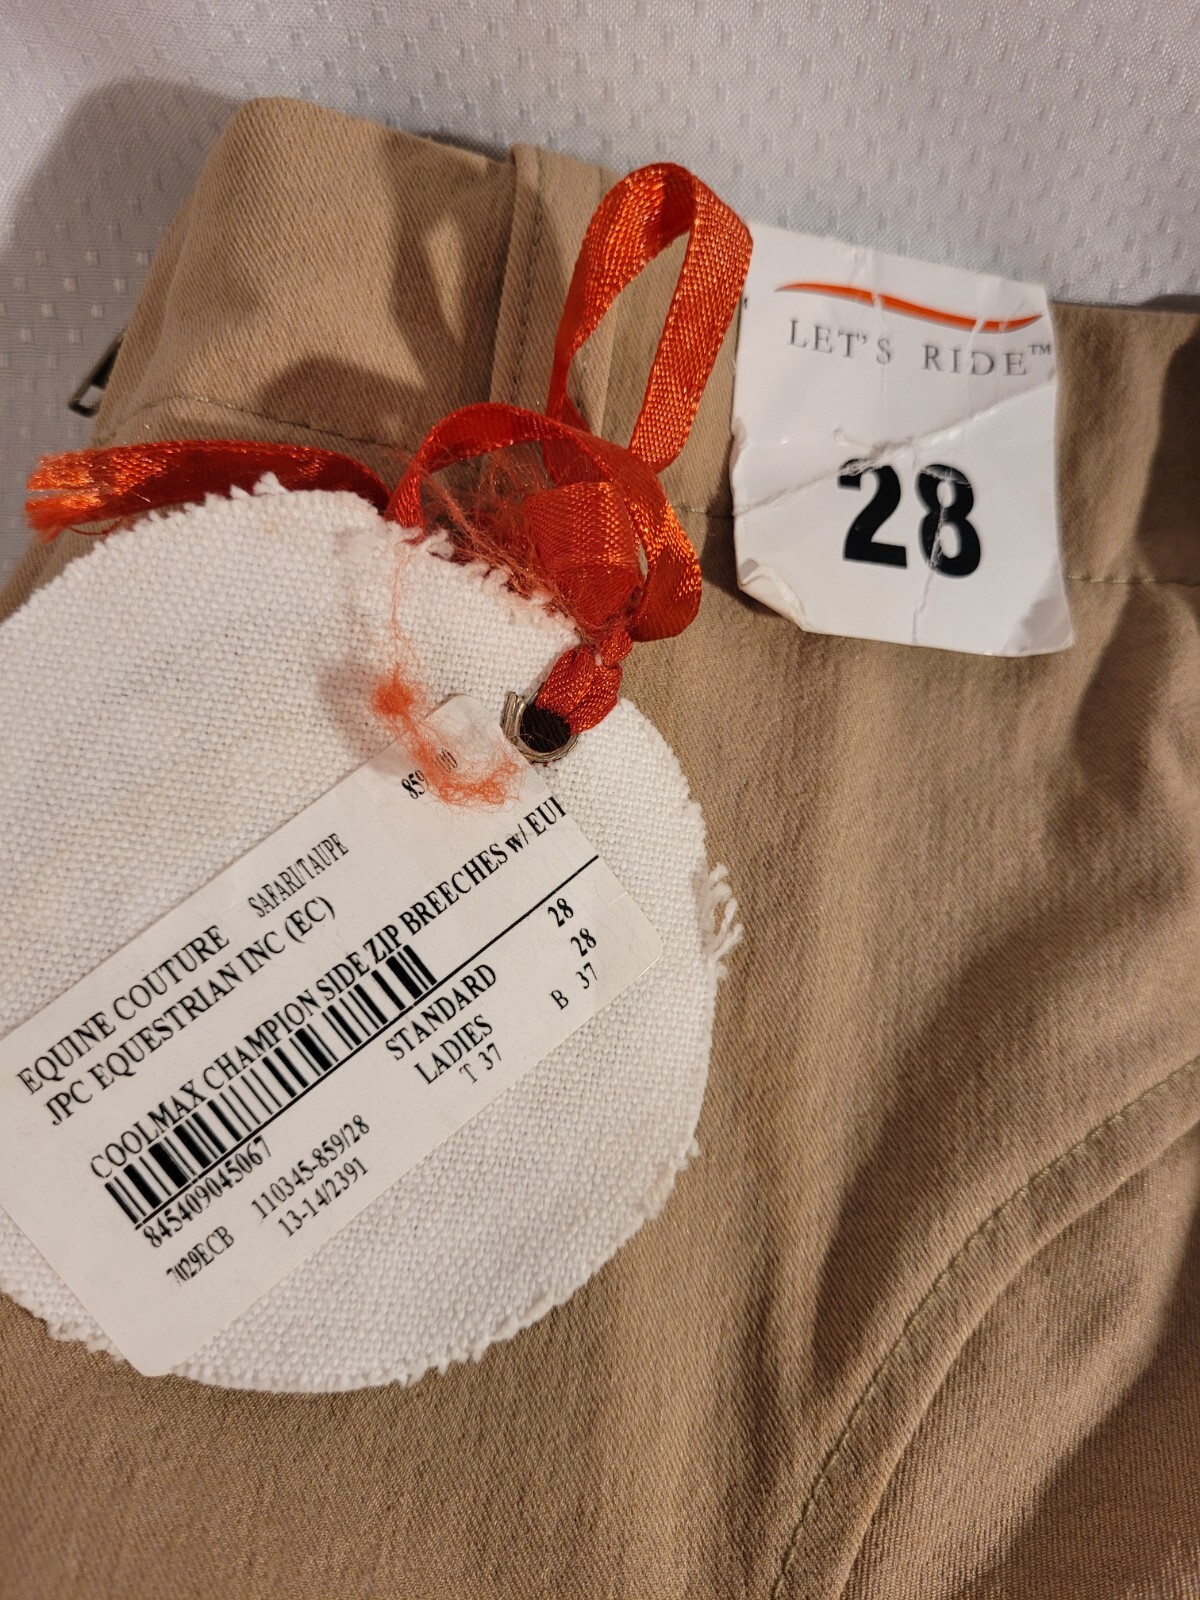 LET'S RIDE™
28
SAFARI/TAUPE
EQUINE COUTURE
JPC EQUESTRIAN INC (EC)
COOLMAX CHAMPION SIDE ZIP BREECHES w/ EU
STANDARD 28
LADIES 28
T 37 B 37
845409045067
7029ECB 110345-859/28
13-14/2391